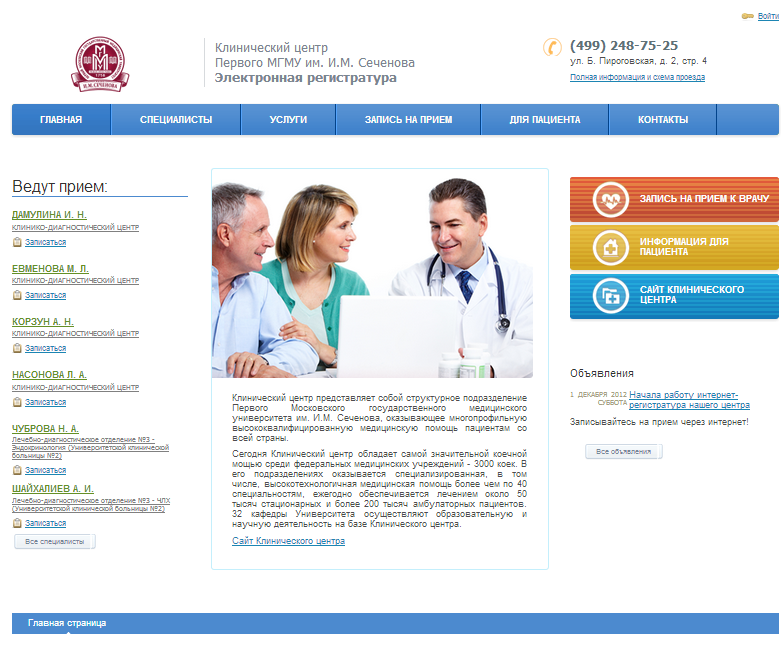 Войти
Клинический центр
Первого МГМУ им. И.М. Сеченова
Электронная регистратура
(499) 248-75-25
ул. Б. Пироговская, д. 2, стр. 4
Полная информация и схема проезда
И.М. СЕЧЕНОВА
1758
ГЛАВНАЯ
СПЕЦИАЛИСТЫ
УСЛУГИ
ЗАПИСЬ НА ПРИЕМ
ДЛЯ ПАЦИЕНТА
КОНТАКТЫ
Ведут прием:
ДАМУЛИНА И. Н.
КЛИНИКО-ДИАГНОСТИЧЕСКИЙ ЦЕНТР
Записаться
ЕВМЕНОВА М. Л.
КЛИНИКО-ДИАГНОСТИЧЕСКИЙ ЦЕНТР
Записаться
КОРЗУН А. Н.
КЛИНИКО-ДИАГНОСТИЧЕСКИЙ ЦЕНТР
Записаться
НАСОНОВА Л. А.
КЛИНИКО-ДИАГНОСТИЧЕСКИЙ ЦЕНТР
Записаться
ЧУБРОВА Н. А.
Лечебно-диагностическое отделение №3 -
Эндокринология (Университетской клинической
больницы №2)
Записаться
ШАЙХАЛИЕВ А. И.
Лечебно-диагностическое отделение №3 - ЧЛХ
(Университетской клинической больницы №2)
Записаться
Все специалисты
Клинический центр представляет собой структурное подразделение
Первого Московского государственного медицинского
университета им. И.М. Сеченова, оказывающее многопрофильную
высококвалифицированную медицинскую помощь пациентам со
всей страны.
Сегодня Клинический центр обладает самой значительной коечной
мощью среди федеральных медицинских учреждений - 3000 коек. В
его подразделениях оказывается специализированная, в том
числе, высокотехнологичная медицинская помощь более чем по 40
специальностям, ежегодно обеспечивается лечением около 50
тысяч стационарных и более 200 тысяч амбулаторных пациентов.
32 кафедры Университета осуществляют образовательную и
научную деятельность на базе Клинического центра.
Сайт Клинического центра
ЗАПИСЬ НА ПРИЕМ К ВРАЧУ
ИНФОРМАЦИЯ ДЛЯ
ПАЦИЕНТА
САЙТ КЛИНИЧЕСКОГО
ЦЕНТРА
Объявления
1 ДЕКАБРЯ 2012
СУББОТА
Начала работу интернет-
регистратура нашего центра
Записывайтесь на прием через интернет!
Все объявления
Главная страница